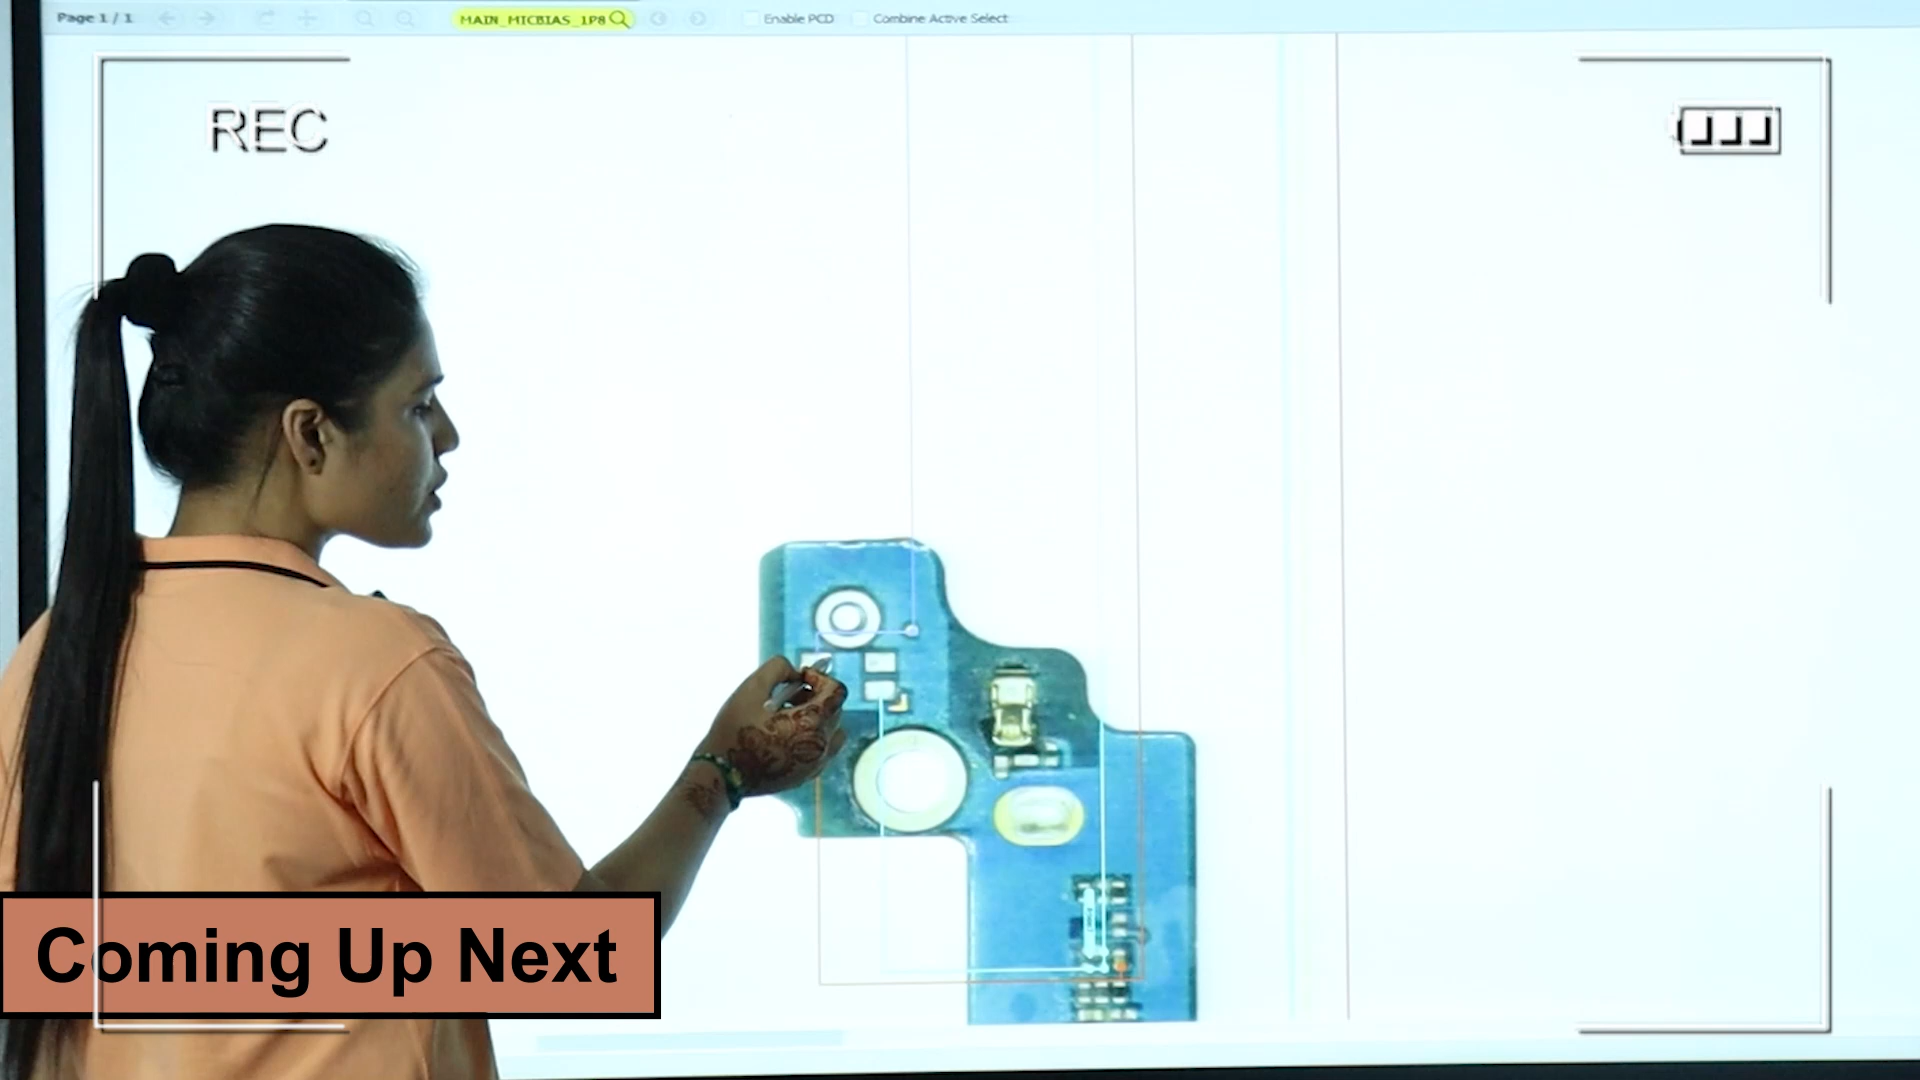 Page 1 / 1
MAIN_MICBIAS_1P8
Enable PCD
Combine Active Select
REC
Coming Up Next